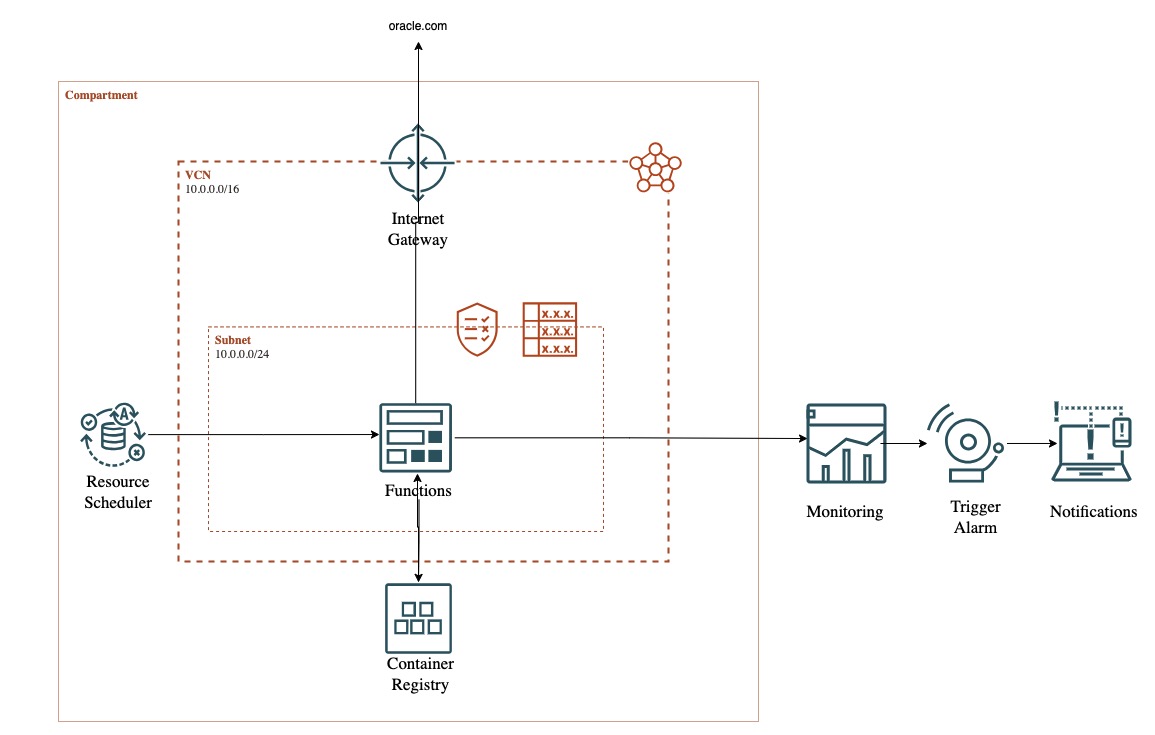 oracle.com
Compartment
VCN
10.0.0.0/16
Internet
Gateway
X.X.X.
X.X.X.
X.X.X.
Subnet
10.0.0.0/24
A
Resource
Scheduler
Functions
Monitoring
Trigger
Alarm
Notifications
Container
Registry